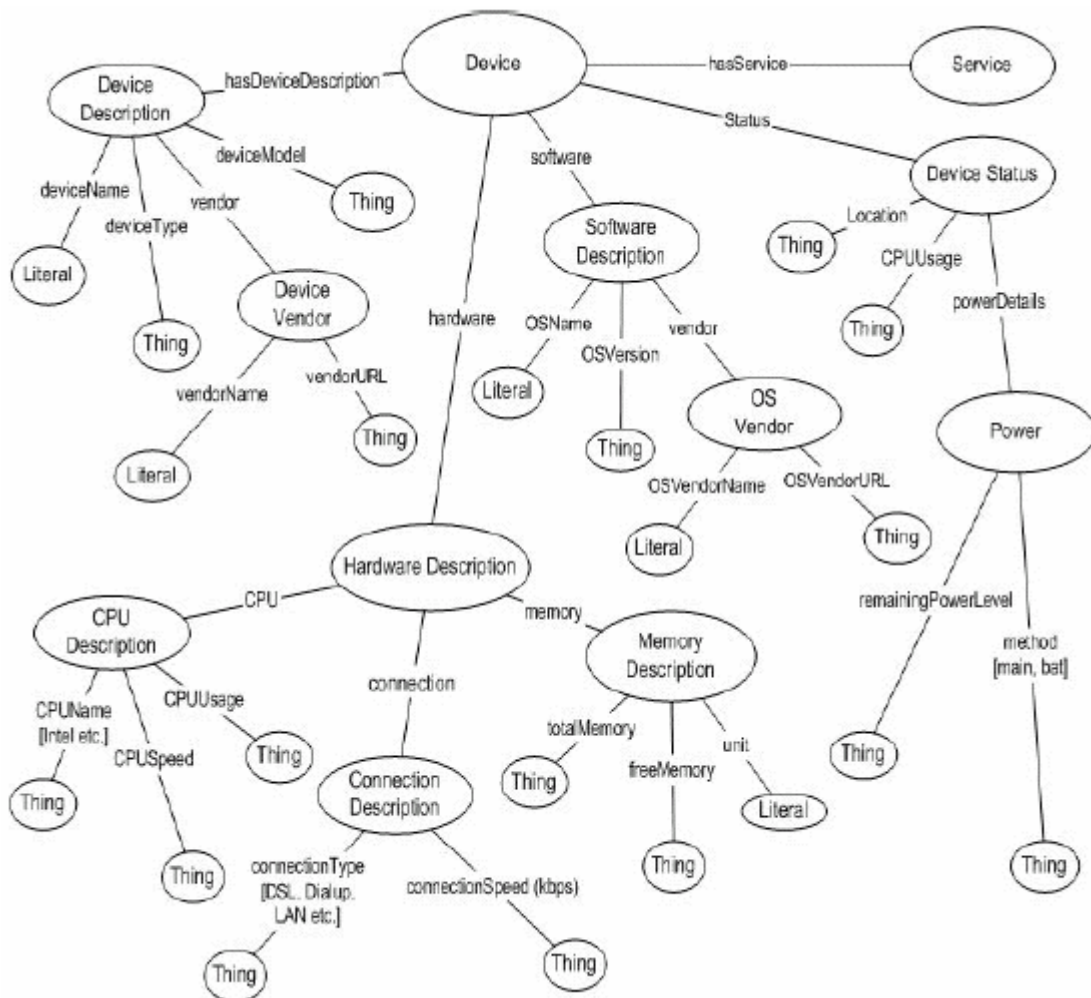 Device
hasService
Service
hasDeviceDescription
Device
Description
Status
deviceModel
software
deviceName
vendor
deviceType
Thing
Device Status
Location
Thing
Literal
Software
Description
CPUUsage
Device
Vendor
hardware
OSName
vendor
powerDetails
Thing
Thing
OSVersion
vendorURL
vendorName
Literal
OS
Vendor
Thing
Thing
Power
Literal
OSVendorName
OSVendorURL
Thing
Literal
Hardware Description
CPU
memory
remainingPowerLevel
CPU
Description
Memory
Description
method
[main, bat]
connection
CPUUsage
CPUName
[Intel etc.]
CPUSpeed
totalMemory
unit
Thing
freeMemory
Thing
Thing
Thing
Connection
Description
Literal
Thing
Thing
Thing
connectionType
[DSL. Dialup.
LAN etc.]
connectionSpeed (kbps)
Thing
Thing